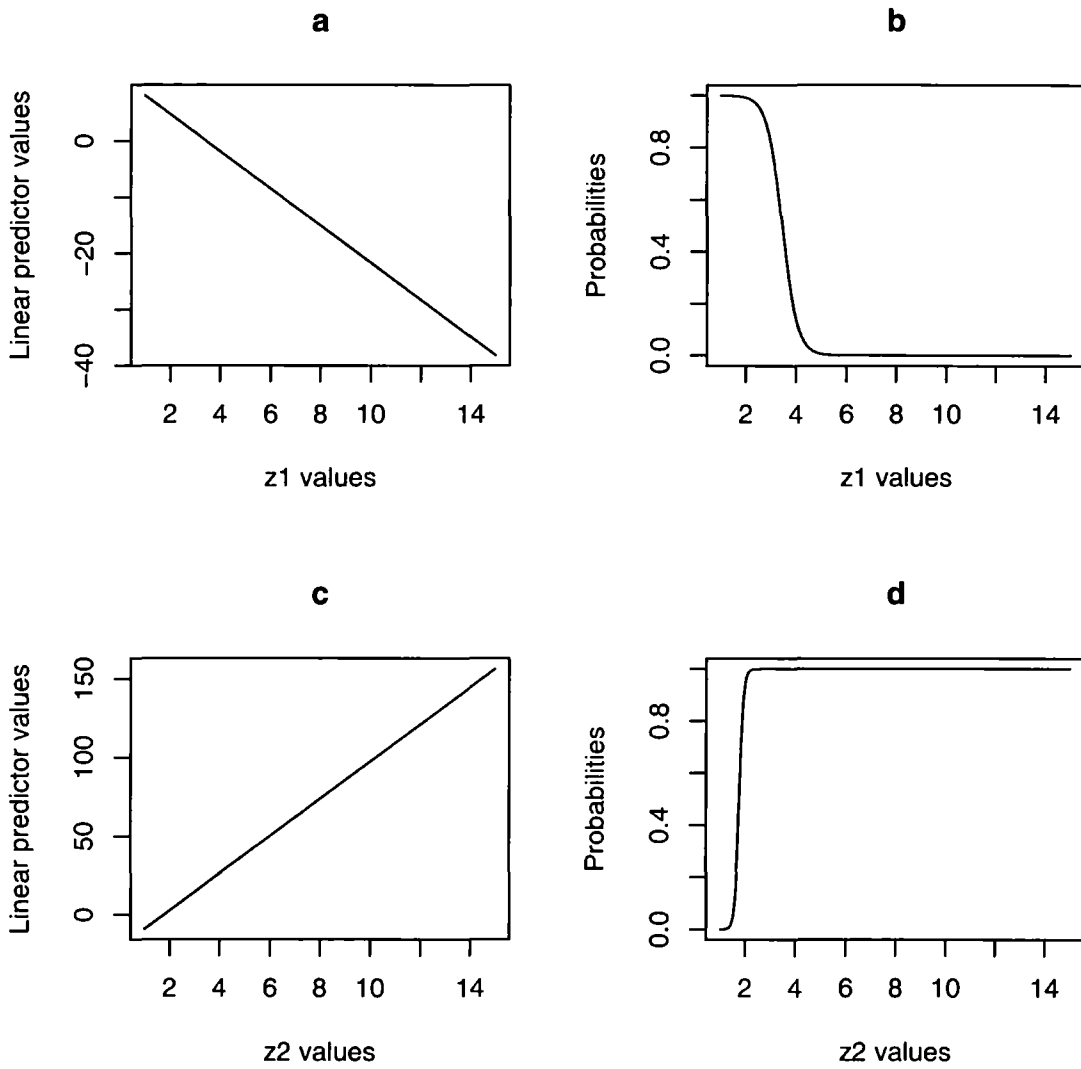 a
Linear predictor values
0
−20
−40
2 4 6 8 10 14
z1 values
b
Probabilities
0.8
0.4
0.0
2 4 6 8 10 14
z1 values
c
Linear predictor values
150
100
50
0
2 4 6 8 10 14
z2 values
d
Probabilities
0.8
0.4
0.0
2 4 6 8 10 14
z2 values